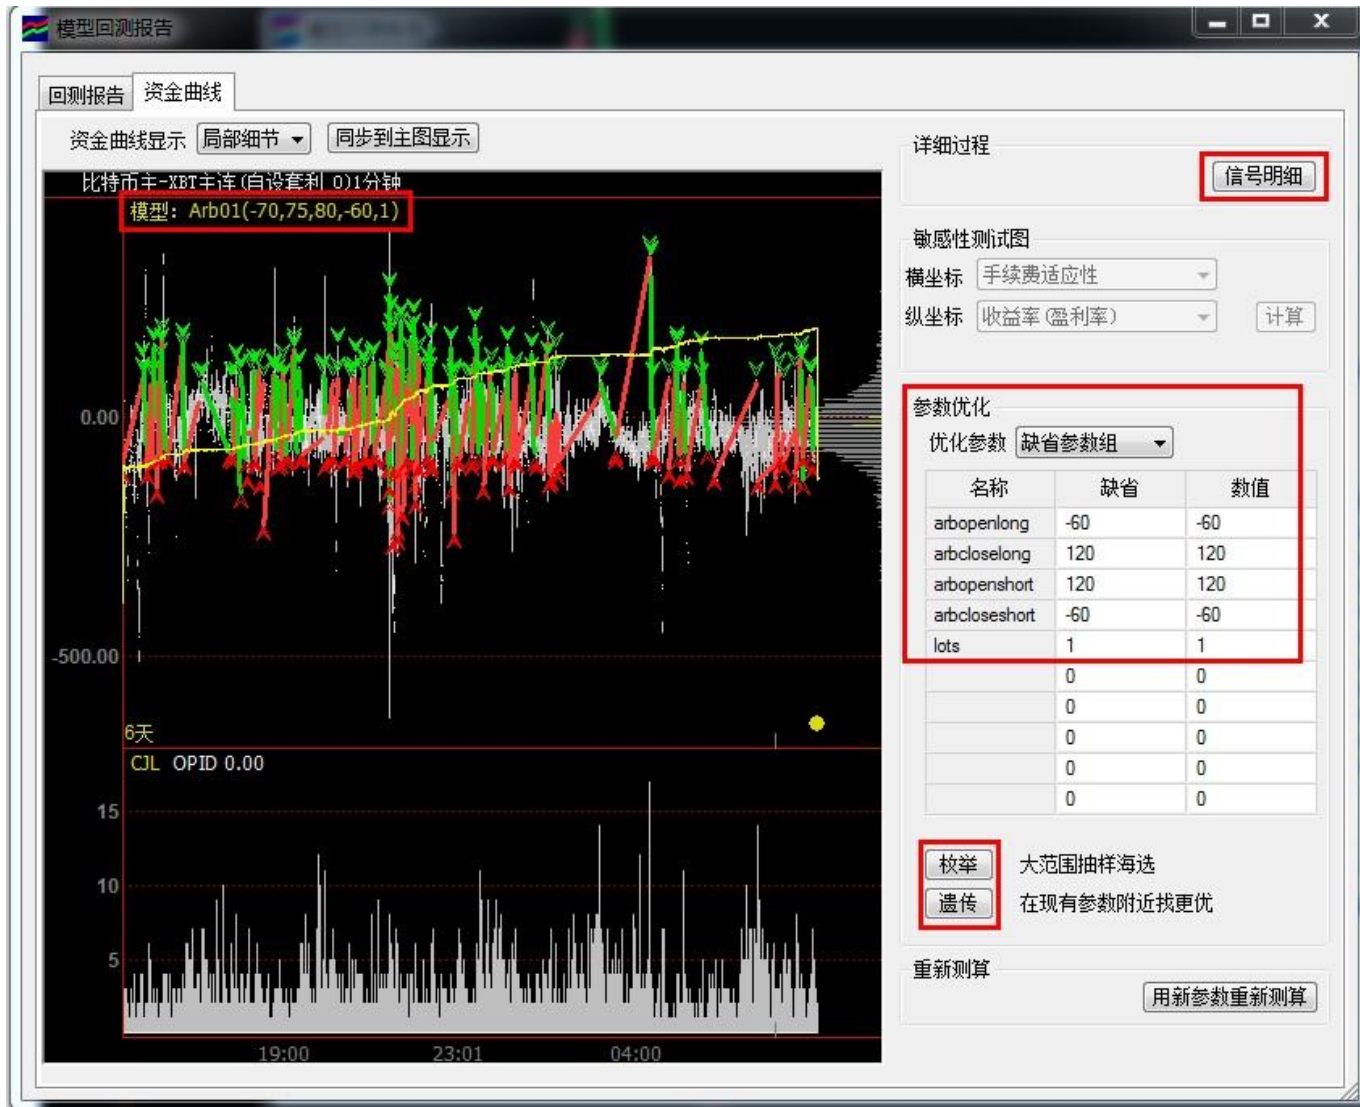 模型回测报告
回测报告 资金曲线
资金曲线显示 局部细节 同步到主图显示
比特币主-XBT主连(自设套利 0)1分钟
模型: Arb01(-70,75,80,-60,1)
0.00
-500.00
6天
CJL OPID 0.00
15
10
5
19:00 23:01 04:00
详细过程
信号明细
敏感性测试图
横坐标 手续费适应性
纵坐标 收益率(盈利率) 计算
参数优化
优化参数 缺省参数组
名称 缺省 数值
arbopenlong -60 -60
arbcloselong 120 120
arbopenshort 120 120
arbcloseshort -60 -60
lots 1 1
0 0
0 0
0 0
0 0
0 0
枚举 大范围抽样海选
遗传 在现有参数附近找更优
重新测算
用新参数重新测算